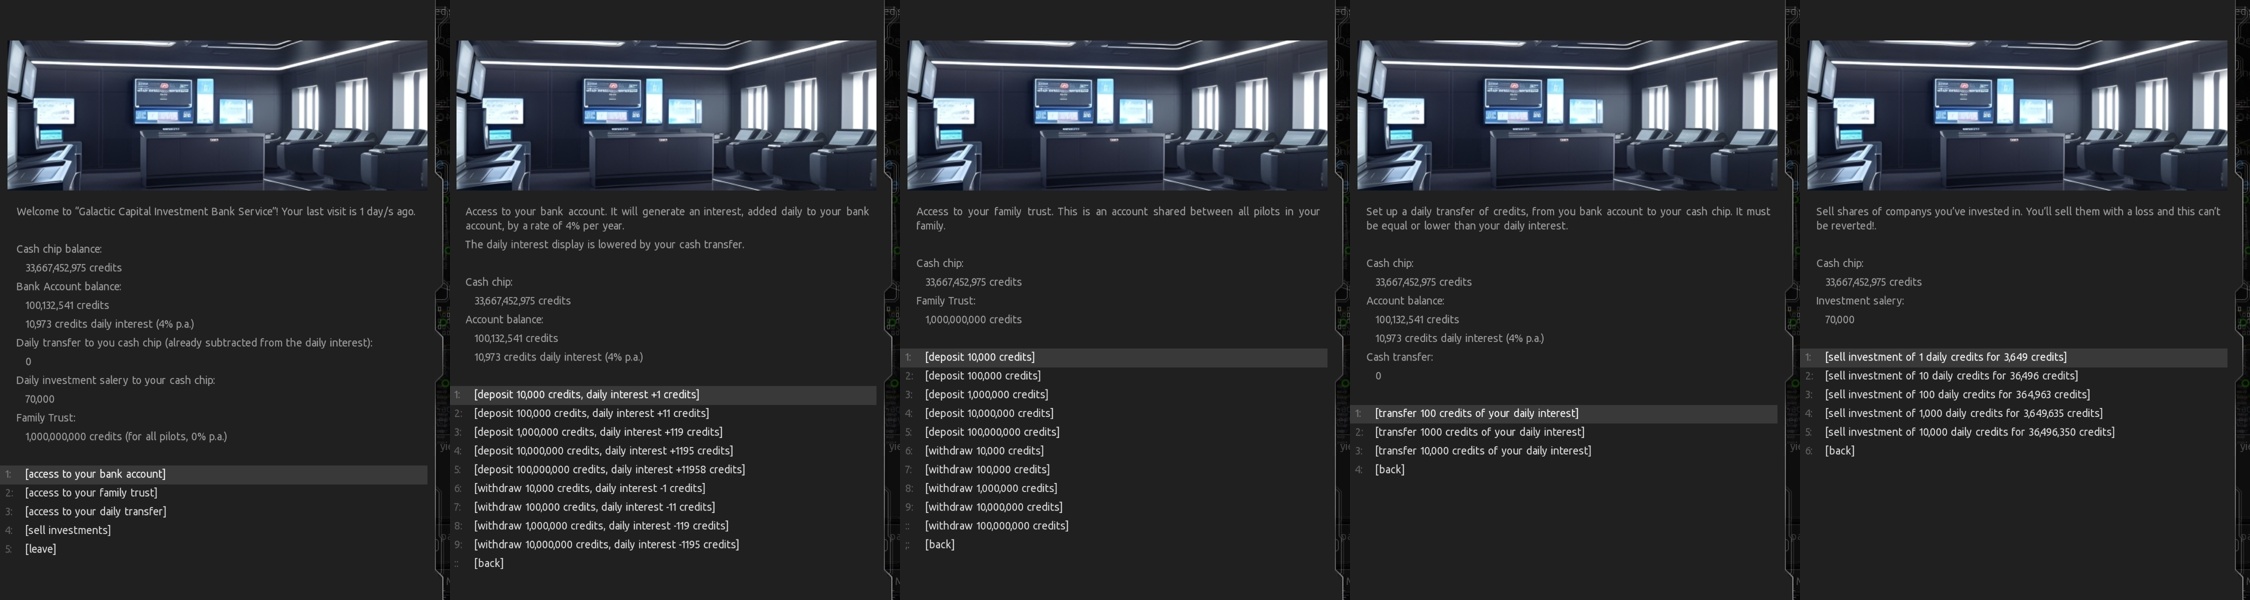 Welcome to “Galactic Capital Investment Bank Service”! Your last visit is 1 day/s ago.
Cash chip balance:
33,667,452,975 credits
Bank Account balance:
100,132,541 credits
10,973 credits daily interest (4% p.a.)
Daily transfer to you cash chip (already subtracted from the daily interest):
0
Daily investment salery to your cash chip:
70,000
Family Trust:
1,000,000,000 credits (for all pilots, 0% p.a.)
1: [access to your bank account]
2: [access to your family trust]
3: [access to your daily transfer]
4: [sell investments]
5: [leave]
Access to your bank account. It will generate an interest, added daily to your bank
account, by a rate of 4% per year.
The daily interest display is lowered by your cash transfer.
Cash chip:
33,667,452,975 credits
Account balance:
100,132,541 credits
10,973 credits daily interest (4% p.a.)
1: [deposit 10,000 credits, daily interest +1 credits]
2: [deposit 100,000 credits, daily interest +11 credits]
3: [deposit 1,000,000 credits, daily interest +119 credits]
4: [deposit 10,000,000 credits, daily interest +1195 credits]
5: [deposit 100,000,000 credits, daily interest +11958 credits]
6: [withdraw 10,000 credits, daily interest -1 credits]
7: [withdraw 100,000 credits, daily interest -11 credits]
8: [withdraw 1,000,000 credits, daily interest -119 credits]
9: [withdraw 10,000,000 credits, daily interest -1195 credits]
:: [back]
Access to your family trust. This is an account shared between all pilots in your
family.
Cash chip:
33,667,452,975 credits
Family Trust:
1,000,000,000 credits
1: [deposit 10,000 credits]
2: [deposit 100,000 credits]
3: [deposit 1,000,000 credits]
4: [deposit 10,000,000 credits]
5: [deposit 100,000,000 credits]
6: [withdraw 10,000 credits]
7: [withdraw 100,000 credits]
8: [withdraw 1,000,000 credits]
9: [withdraw 10,000,000 credits]
:: [withdraw 100,000,000 credits]
;: [back]
Set up a daily transfer of credits, from you bank account to your cash chip. It must
be equal or lower than your daily interest.
Cash chip:
33,667,452,975 credits
Account balance:
100,132,541 credits
10,973 credits daily interest (4% p.a.)
Cash transfer:
0
1: [transfer 100 credits of your daily interest]
2: [transfer 1000 credits of your daily interest]
3: [transfer 10,000 credits of your daily interest]
4: [back]
Sell shares of companys you’ve invested in. You’ll sell them with a loss and this can’t
be reverted!.
Cash chip:
33,667,452,975 credits
Investment salery:
70,000
1: [sell investment of 1 daily credits for 3,649 credits]
2: [sell investment of 10 daily credits for 36,496 credits]
3: [sell investment of 100 daily credits for 364,963 credits]
4: [sell investment of 1,000 daily credits for 3,649,635 credits]
5: [sell investment of 10,000 daily credits for 36,496,350 credits]
6: [back]